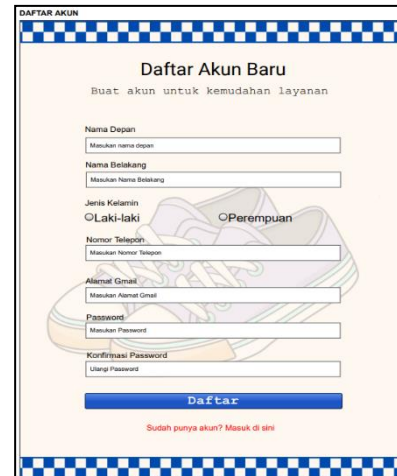 DAFTAR AKUN
Daftar Akun Baru
Buat akun untuk kemudahan layanan
Nama Depan
Masukan nama depan
Nama Belakang
Masukan Nama Belakang
Jenis Kelamin
Laki-laki Perempuan
Nomor Telepon
Masukan Nomor Telepon
Alamat Gmail
Masukan Alamat Gmail
Password
Masukan Password
Konfirmasi Password
Ulangi Password
Daftar
Sudah punya akun? Masuk di sini